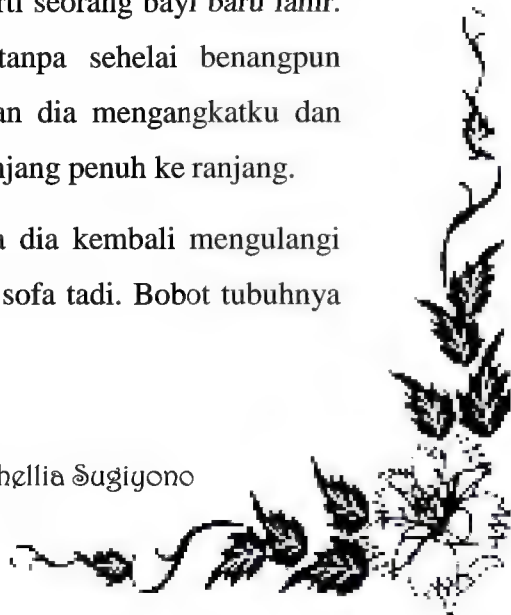 rti seorang bayi baru lahir.
tanpa sehelai benangpun
an dia mengangkatku dan
njang penuh ke ranjang.
a dia kembali mengulangi
sofa tadi. Bobot tubuhnya
hellia Sugiyono